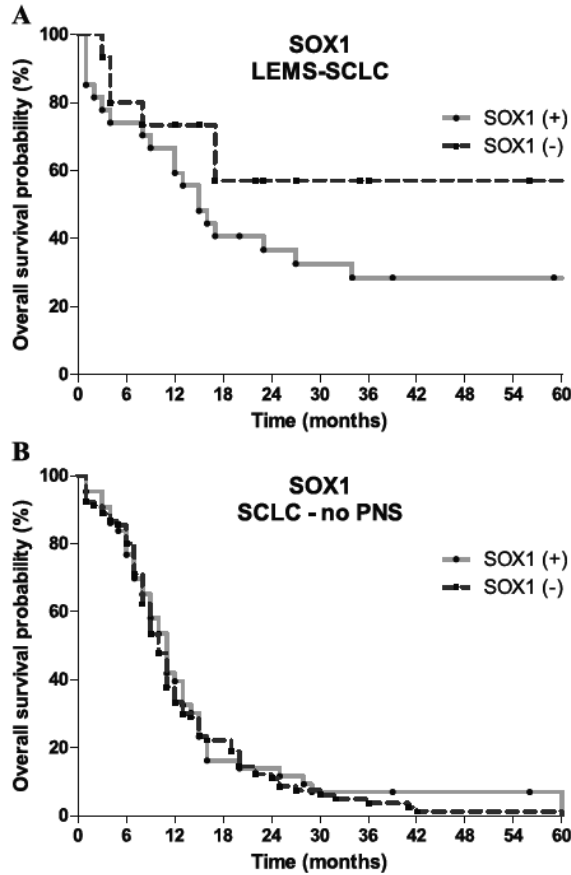 A
SOX1
LEMS-SCLC
SOX1 (+)
SOX1 (-)
Overall survival probability (%)
100
80
60
40
20
0
0 6 12 18 24 30 36 42 48 54 60
Time (months)
B
SOX1
SCLC - no PNS
SOX1 (+)
SOX1 (-)
Overall survival probability (%)
100
80
60
40
20
0
0 6 12 18 24 30 36 42 48 54 60
Time (months)